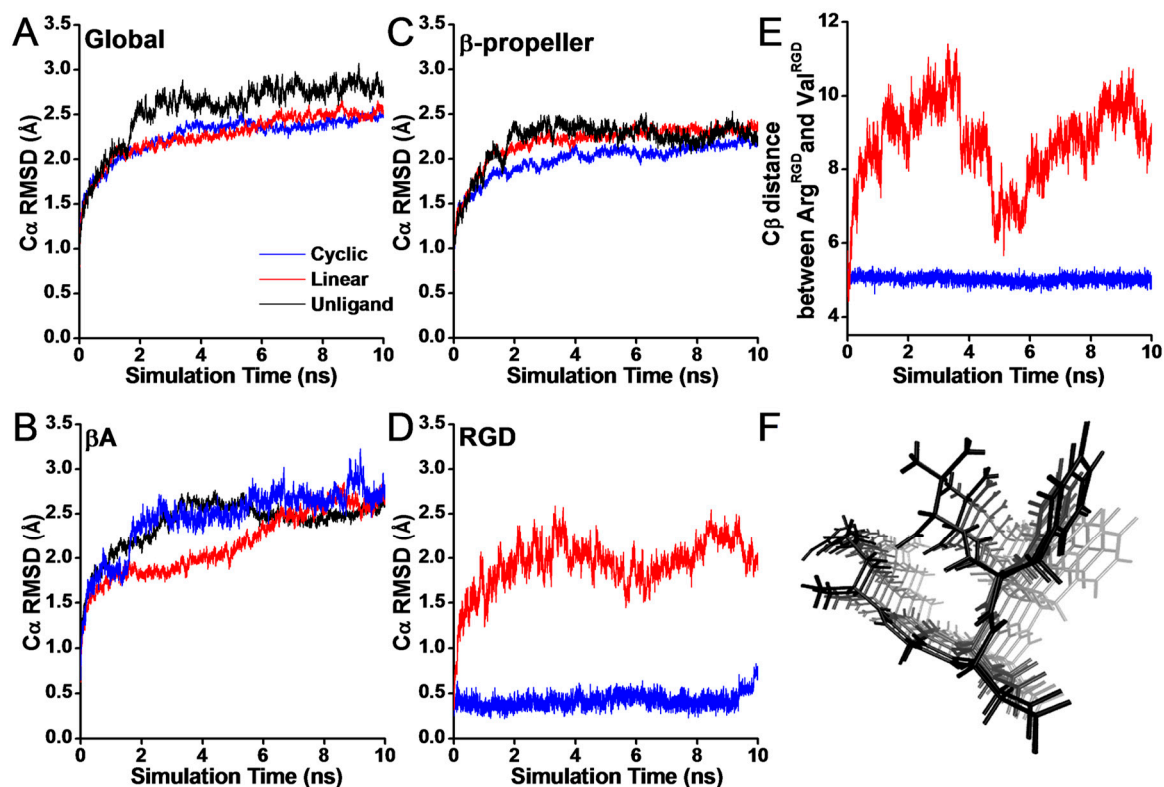 A
Global
Cα RMSD (Å)
3.5
3.0
2.5
2.0
1.5
1.0
0.5
0.0
Cyclic
Linear
Unligand
0 2 4 6 8 10
Simulation Time (ns)
C
β-propeller
Cα RMSD (Å)
3.5
3.0
2.5
2.0
1.5
1.0
0.5
0.0
0 2 4 6 8 10
Simulation Time (ns)
E
Cβ distance
between Arg^RGD and Val^RGD
12
10
8
6
4
0 2 4 6 8 10
Simulation Time (ns)
B
βA
Cα RMSD (Å)
3.5
3.0
2.5
2.0
1.5
1.0
0.5
0.0
0 2 4 6 8 10
Simulation Time (ns)
D
RGD
Cα RMSD (Å)
3.5
3.0
2.5
2.0
1.5
1.0
0.5
0.0
0 2 4 6 8 10
Simulation Time (ns)
F